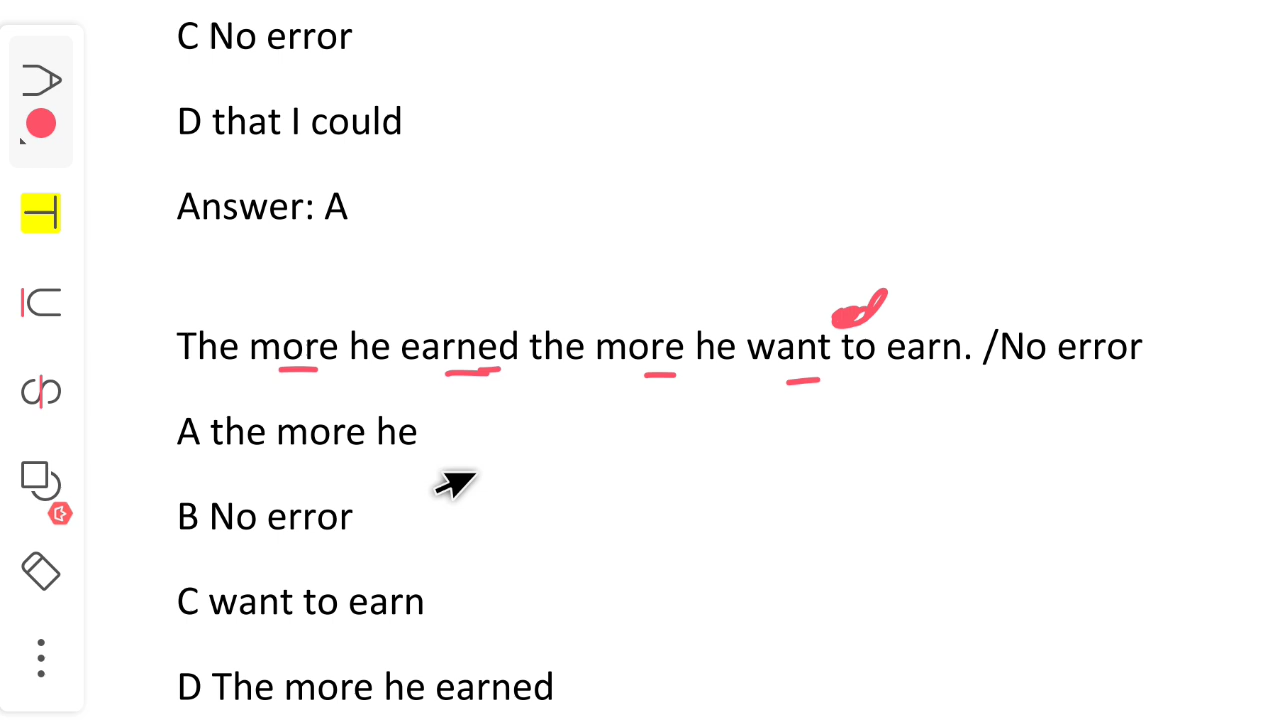 C No error
D that I could
Answer: A
The more he earned the more he want to earn. /No error
A the more he
B No error
C want to earn
D The more he earned